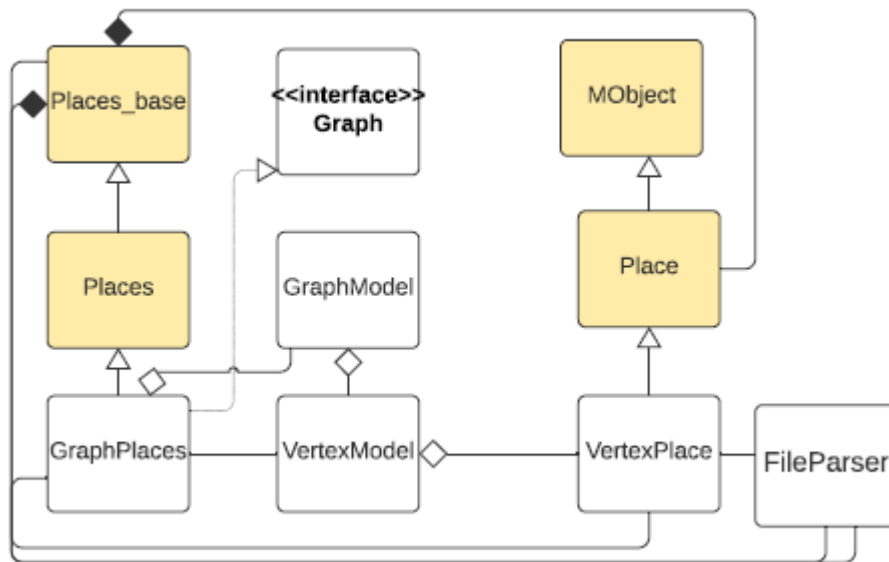 Places_base
<<interface>>
Graph
MObject
Places
GraphModel
Place
GraphPlaces
VertexModel
VertexPlace
FileParser